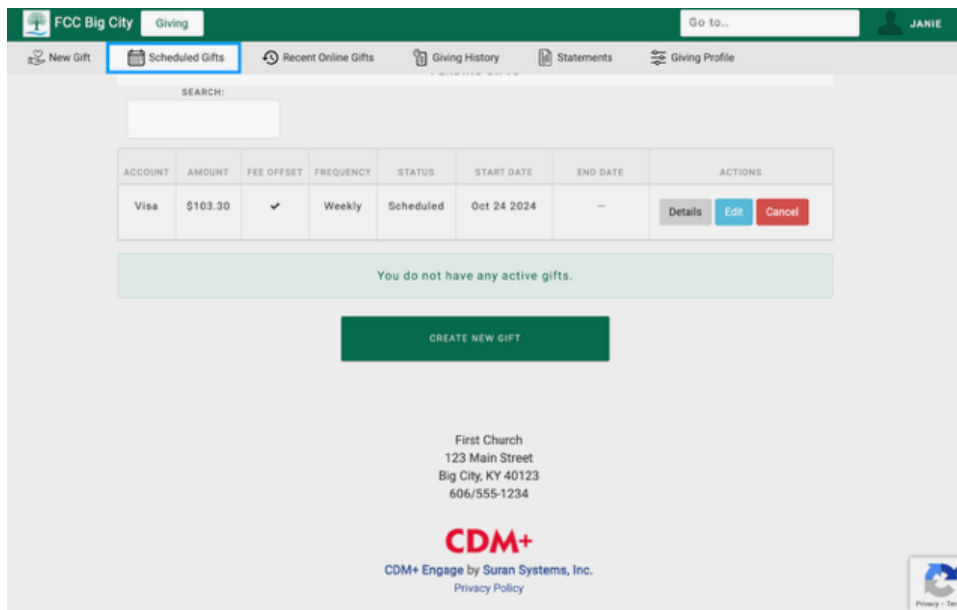 FCC Big City Giving Go to.. JANIE
New Gift Scheduled Gifts Recent Online Gifts Giving History Statements Giving Profile
SEARCH:
ACCOUNT AMOUNT FEE OFFSET FREQUENCY STATUS START DATE END DATE ACTIONS
Visa $103.30 ✔ Weekly Scheduled Oct 24 2024 — Details Edit Cancel
You do not have any active gifts.
CREATE NEW GIFT
First Church
123 Main Street
Big City, KY 40123
606/555-1234
CDM+
CDM+ Engage by Suran Systems, Inc.
Privacy Policy
Privacy -